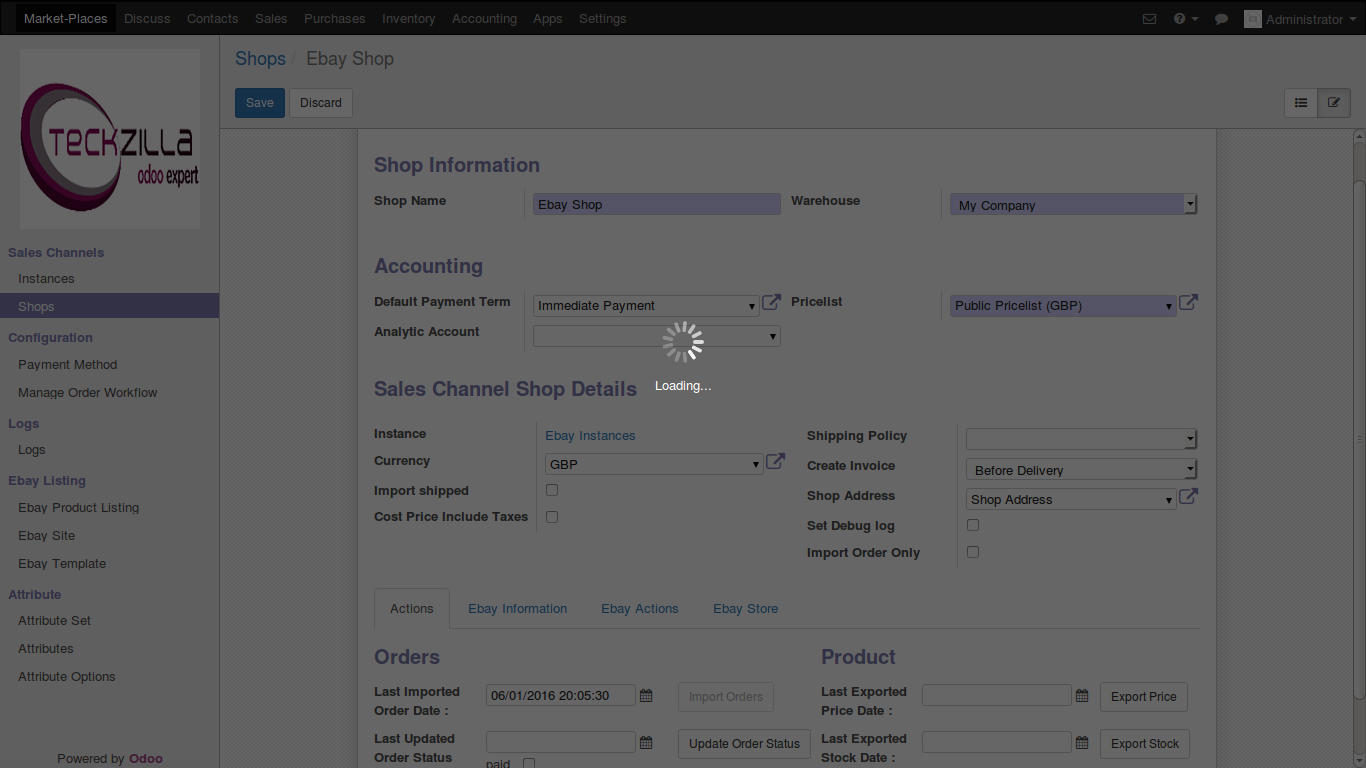 Market-Places Discuss Contacts Sales Purchases Inventory Accounting Apps Settings Administrator
TECKZILLA
odoo expert
Sales Channels
Instances
Shops
Configuration
Payment Method
Manage Order Workflow
Logs
Logs
Ebay Listing
Ebay Product Listing
Ebay Site
Ebay Template
Attribute
Attribute Set
Attributes
Attribute Options
Powered by Odoo
Shops / Ebay Shop
Save Discard
Shop Information
Shop Name Ebay Shop Warehouse My Company
Accounting
Default Payment Term Immediate Payment Pricelist Public Pricelist (GBP)
Analytic Account
Loading...
Sales Channel Shop Details
Instance Ebay Instances
Currency GBP
Import shipped
Cost Price Include Taxes
Shipping Policy
Create Invoice Before Delivery
Shop Address Shop Address
Set Debug log
Import Order Only
Actions Ebay Information Ebay Actions Ebay Store
Orders
Last Imported
Order Date : 06/01/2016 20:05:30 Import Orders
Last Updated
Order Status Update Order Status
paid
Product
Last Exported
Price Date : Export Price
Last Exported
Stock Date : Export Stock